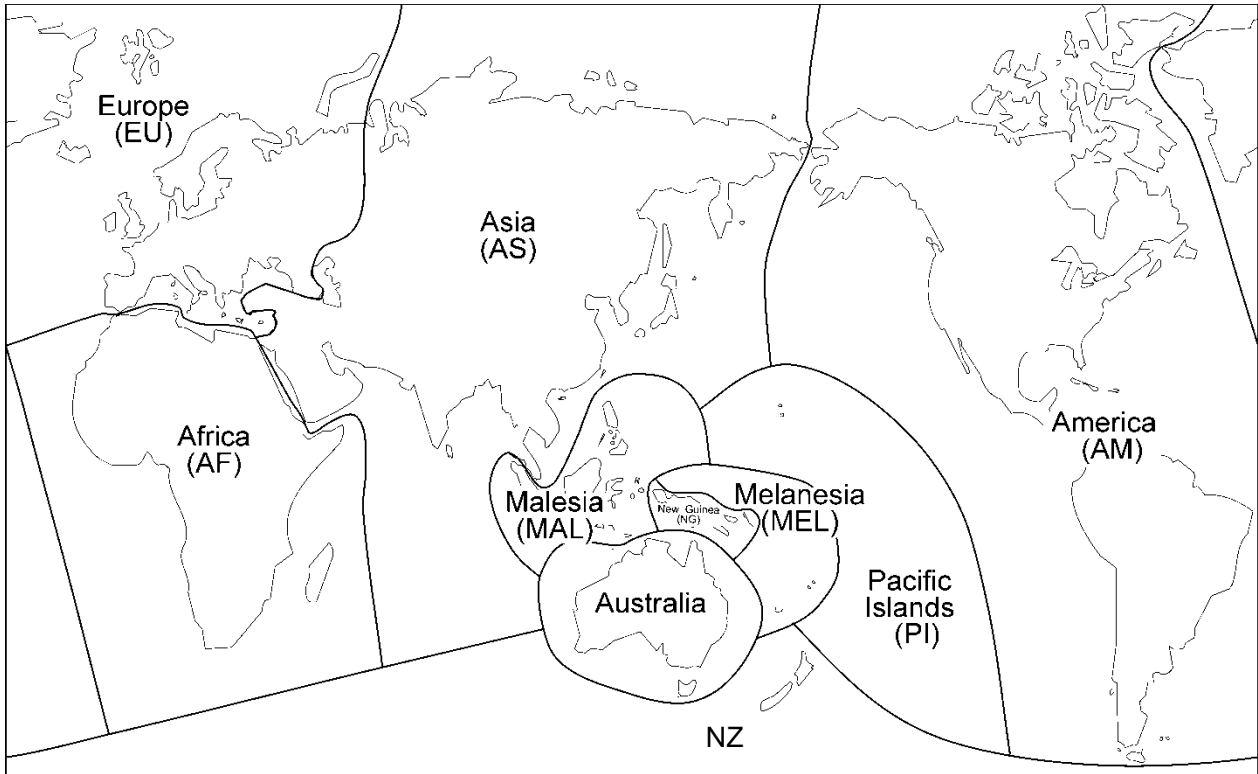 Europe
(EU)
Asia
(AS)
Africa
(AF)
America
(AM)
Malesia
(MAL)
New Guinea
(NG)
Melanesia
(MEL)
Australia
Pacific
Islands
(PI)
NZ